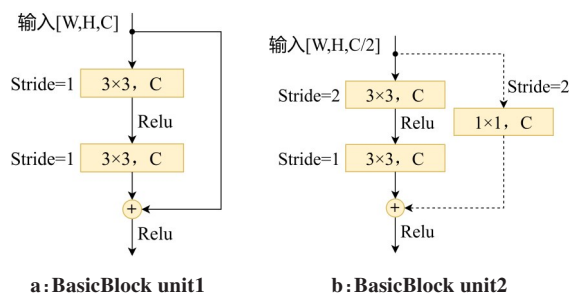 输入[W,H,C]
Stride=1
3×3，C
Relu
Stride=1
3×3，C
+
Relu
a:BasicBlock unit1
输入[W,H,C/2]
Stride=2
3×3，C
Stride=2
1×1，C
Relu
Stride=1
3×3，C
+
Relu
b:BasicBlock unit2